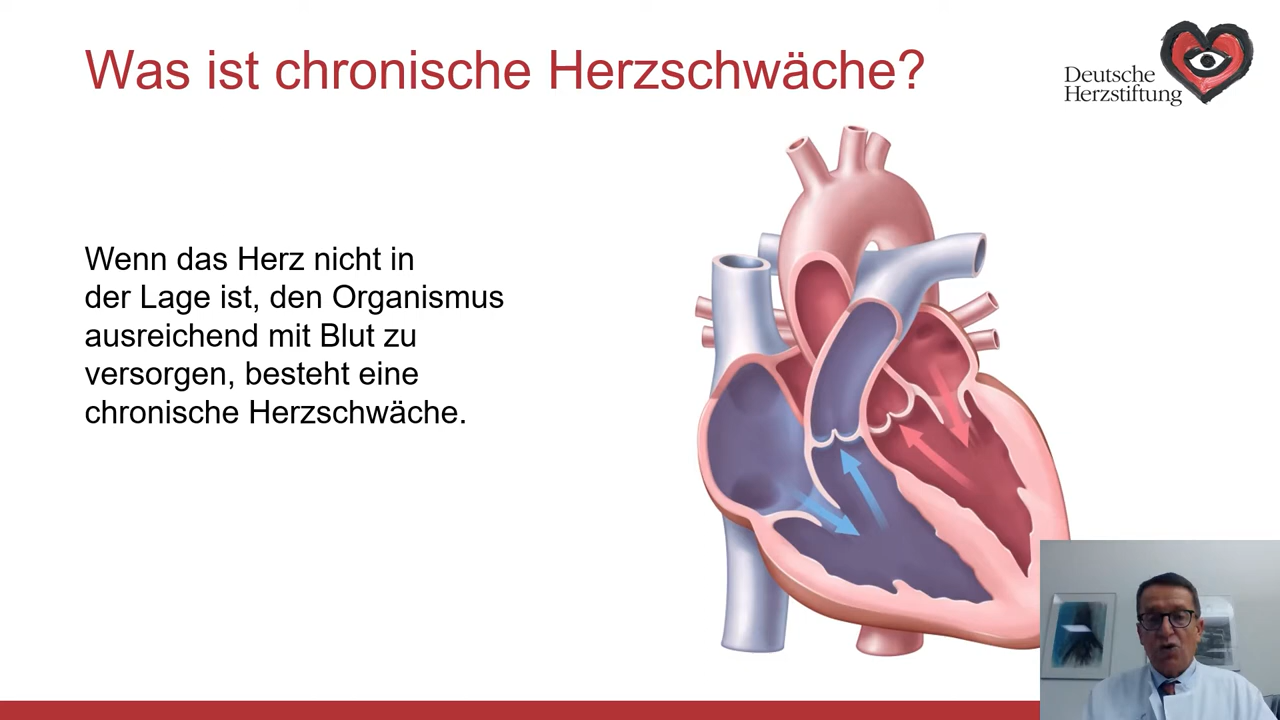 Was ist chronische Herzschwäche?
Deutsche
Herzstiftung
Wenn das Herz nicht in
der Lage ist, den Organismus
ausreichend mit Blut zu
versorgen, besteht eine
chronische Herzschwäche.